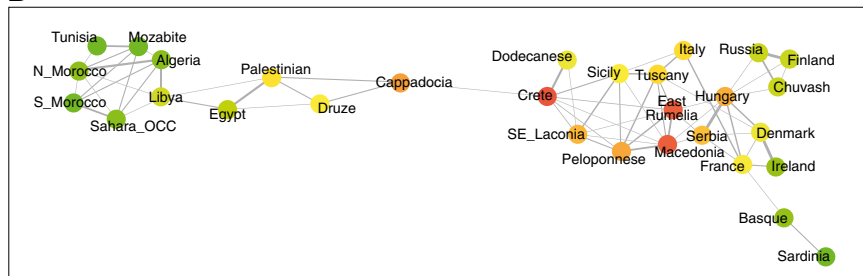 Tunisia
Mozabite
Algeria
N_Morocco
S_Morocco
Libya
Sahara_OCC
Palestinian
Egypt
Druze
Cappadocia
Dodecanese
Crete
Sicily
Tuscany
Italy
Russia
Finland
Chuvash
Hungary
East
Rumelia
SE_Laconia
Peloponnese
Macedonia
Serbia
Denmark
France
Ireland
Basque
Sardinia